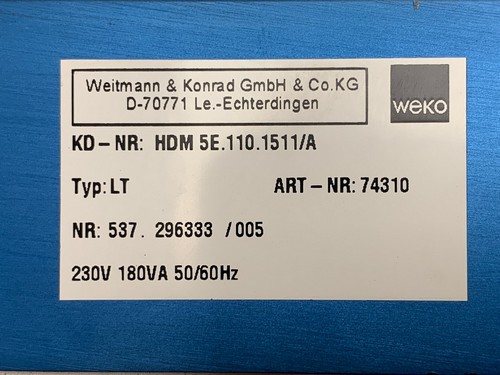 Weitmann & Konrad GmbH & Co.KG
D-70771 Le.-Echterdingen
weko
KD-NR: HDM 5E.110.1511/A
Typ: LT ART-NR: 74310
NR: 537. 296333 /005
230V 180VA 50/60Hz